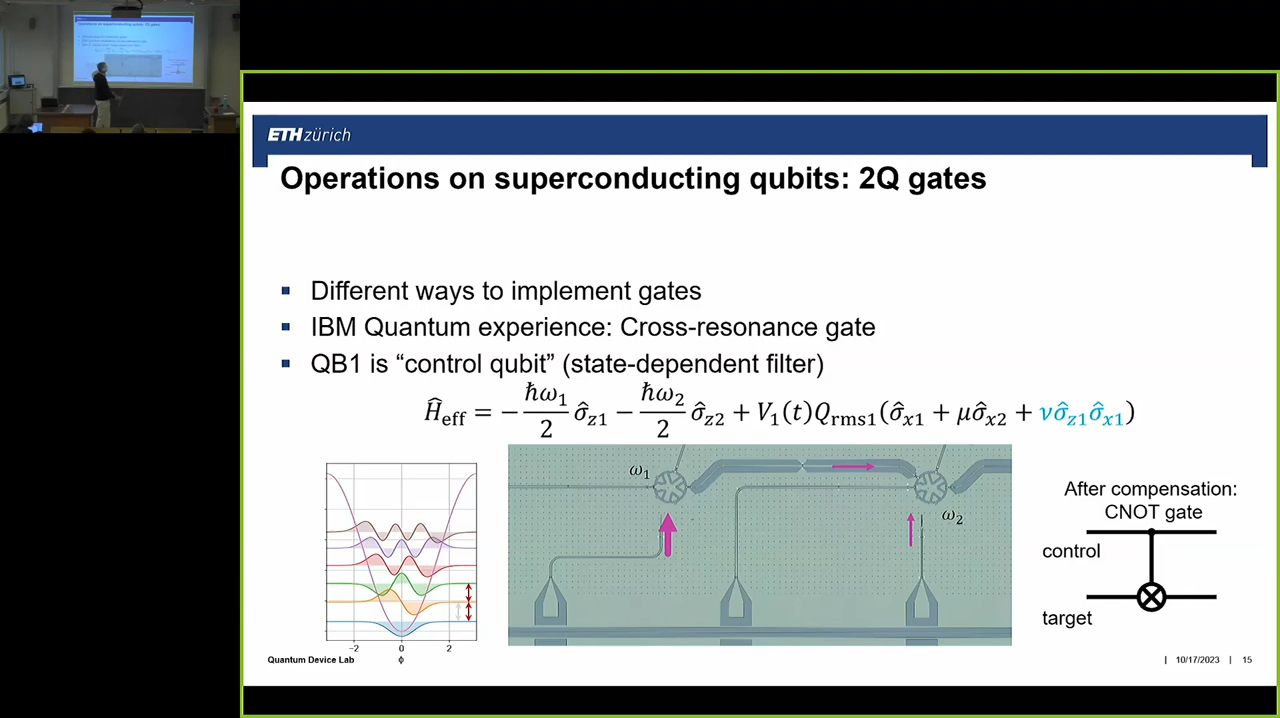 ETH zürich
Operations on superconducting qubits: 2Q gates
▪ Different ways to implement gates
▪ IBM Quantum experience: Cross-resonance gate
▪ QB1 is “control qubit” (state-dependent filter)
Ĥ_eff = −ħω₁/2 σ̂_z1 − ħω₂/2 σ̂_z2 + V₁(t)Q_rms1(σ̂_x1 + μσ̂_x2 + νσ̂_z1σ̂_x1)
ω₁
ω₂
After compensation:
CNOT gate
control
target
−2 0 2
ϕ
Quantum Device Lab
| 10/17/2023 | 15